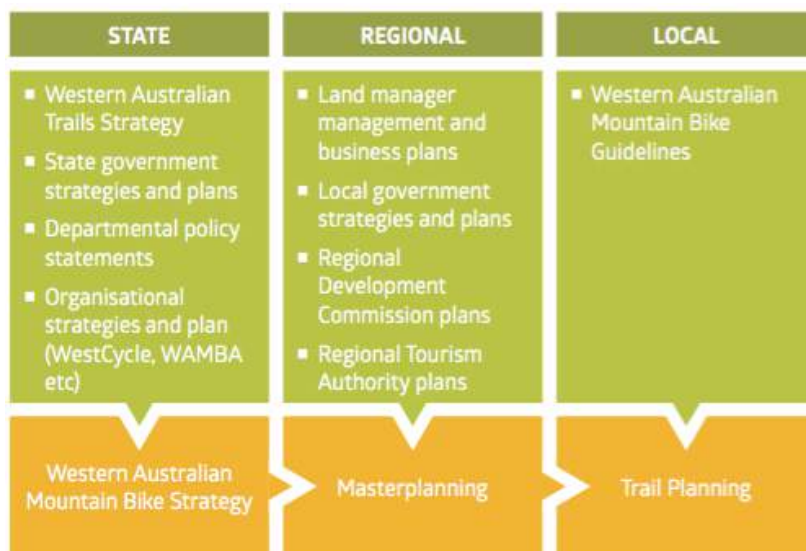 STATE
Western Australian
Trails Strategy
State government
strategies and plans
Departmental policy
statements
Organisational
strategies and plan
(WestCycle, WAMBA
etc)
Western Australian
Mountain Bike Strategy
REGIONAL
Land manager
management and
business plans
Local government
strategies and plans
Regional
Development
Commission plans
Regional Tourism
Authority plans
Masterplanning
LOCAL
Western Australian
Mountain Bike
Guidelines
Trail Planning